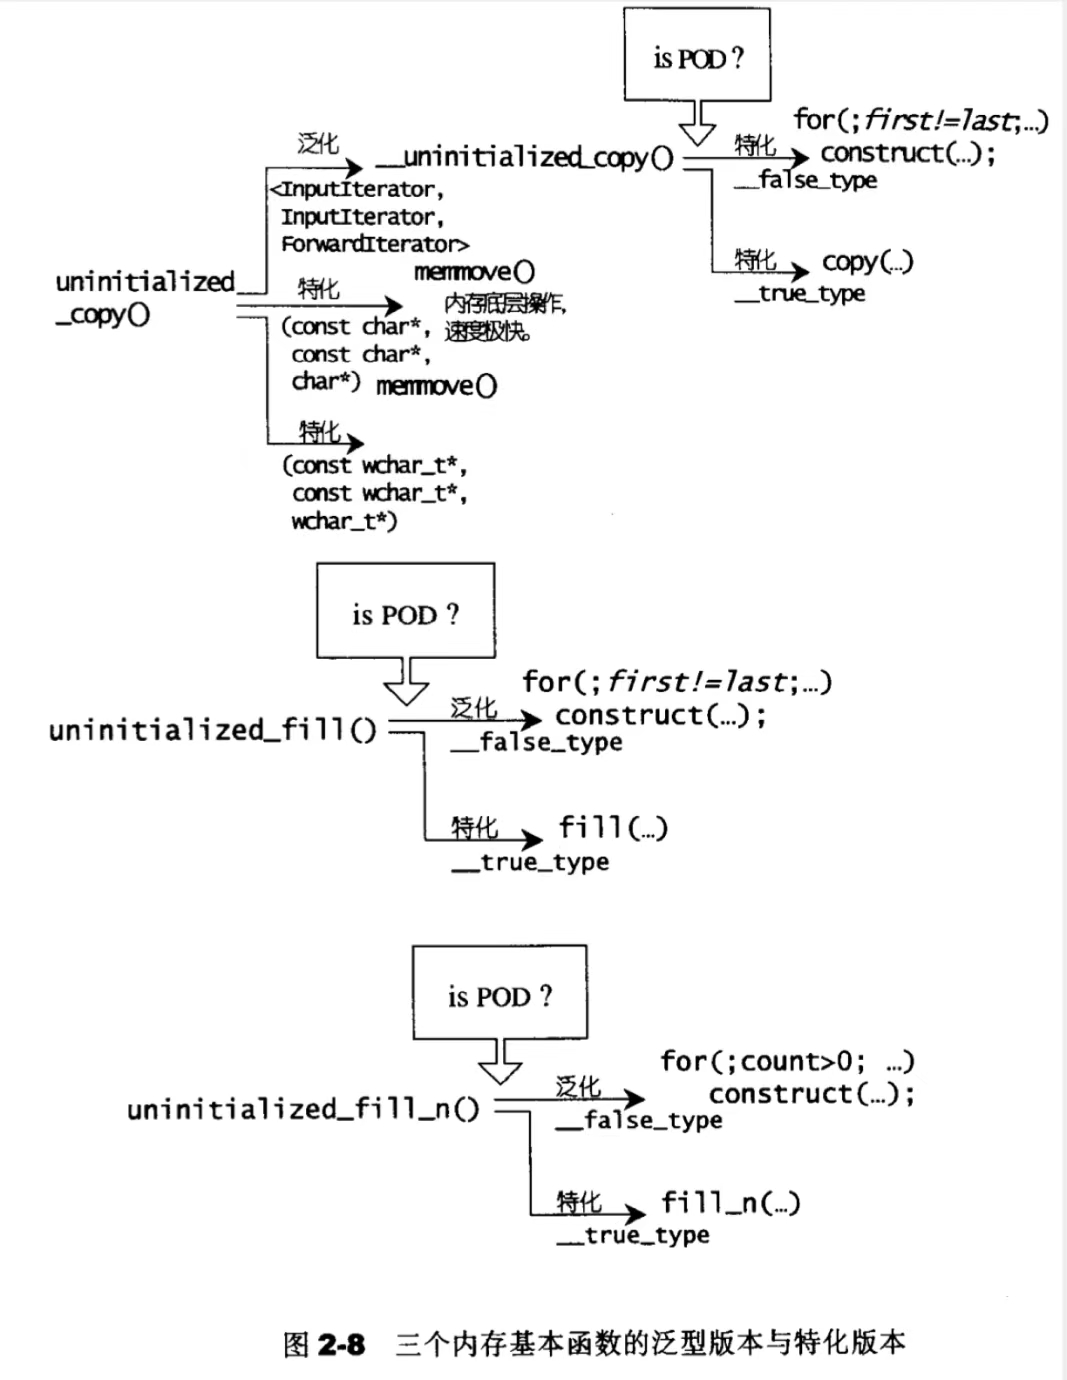 is POD ?
for(;first!=last;…)
泛化
__uninitialized_copy()
特化
construct(…);
<InputIterator,
__false_type
InputIterator,
ForwardIterator>
特化
copy(…)
__true_type
uninitialized
_copy()
特化
memmove()
内存底层操作,
速度极快。
(const char*,
const char*,
char*)
memmove()
特化
(const wchar_t*,
const wchar_t*,
wchar_t*)
is POD ?
for(;first!=last;…)
uninitialized_fill()
泛化
construct(…);
__false_type
特化
fill(…)
__true_type
is POD ?
for(;count>0; …)
uninitialized_fill_n()
泛化
construct(…);
__false_type
特化
fill_n(…)
__true_type
图 2-8 三个内存基本函数的泛型版本与特化版本